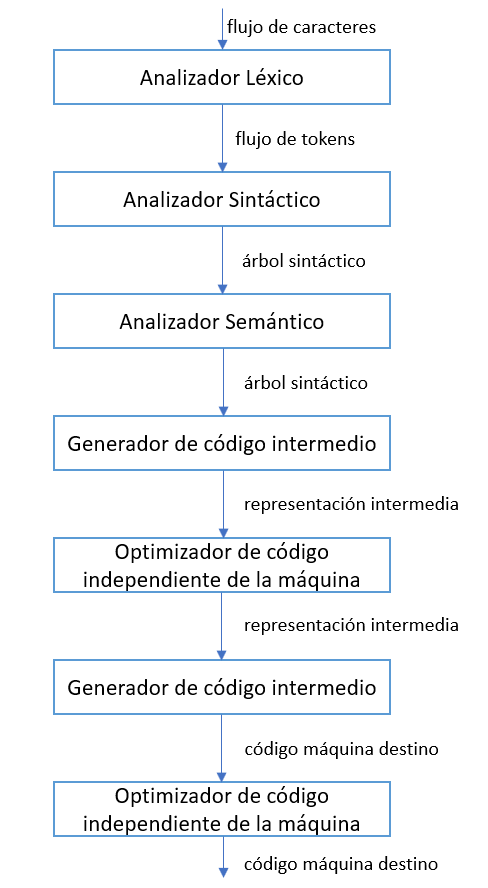 flujo de caracteres
Analizador Léxico
flujo de tokens
Analizador Sintáctico
árbol sintáctico
Analizador Semántico
árbol sintáctico
Generador de código intermedio
representación intermedia
Optimizador de código
independiente de la máquina
representación intermedia
Generador de código intermedio
código máquina destino
Optimizador de código
independiente de la máquina
código máquina destino